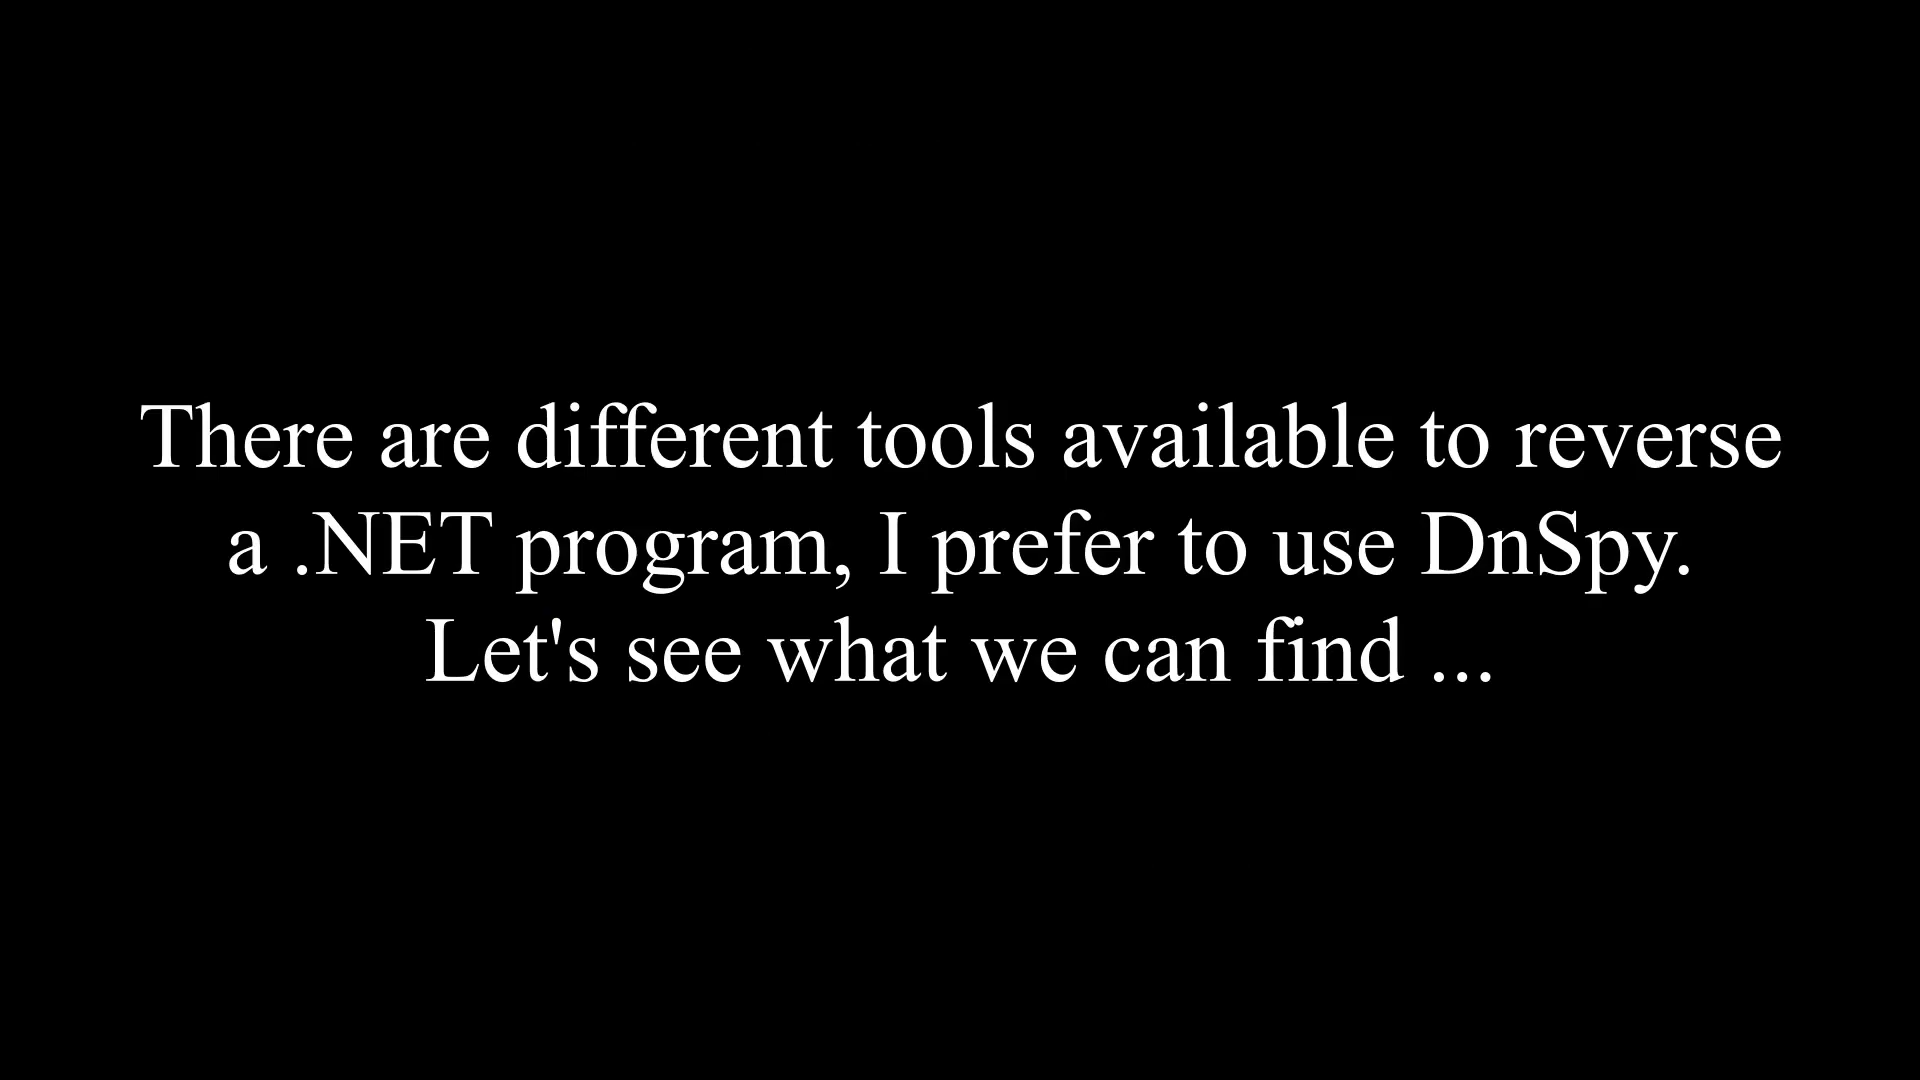 There are different tools available to reverse
a .NET program, I prefer to use DnSpy.
Let's see what we can find ...